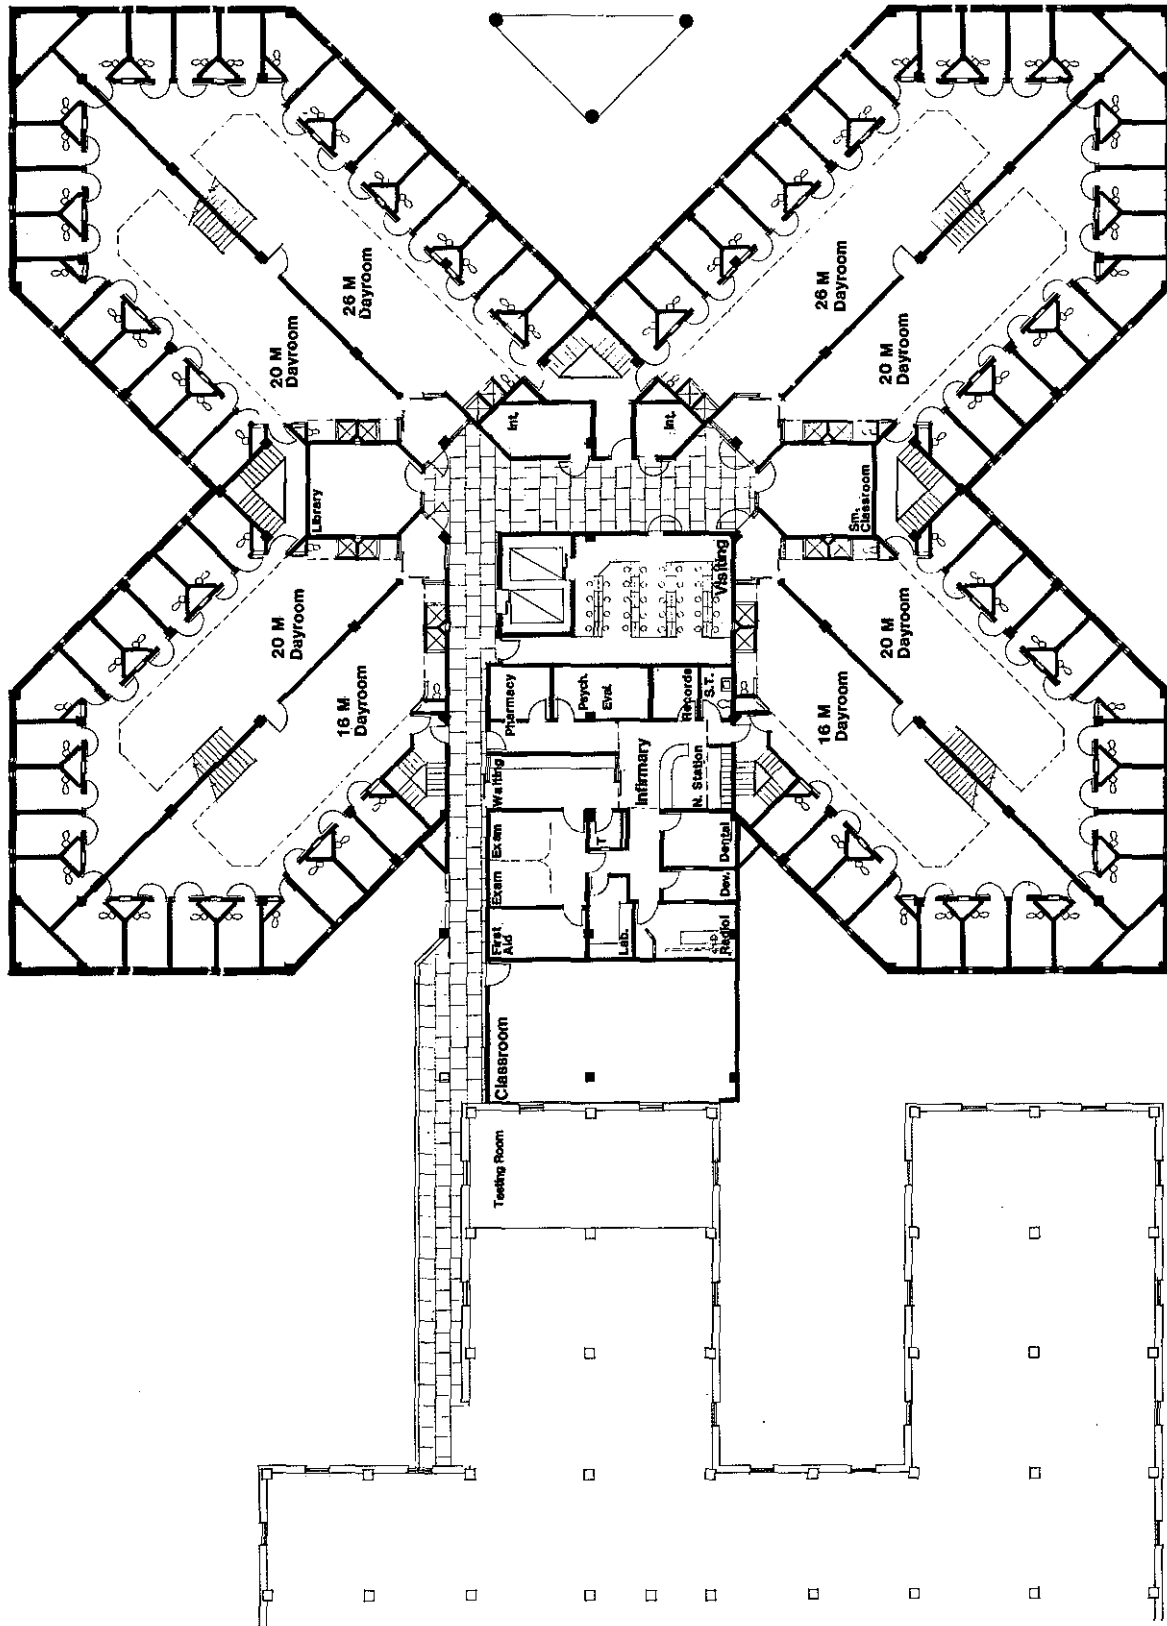 26 M
Dayroom
20 M
Dayroom
26 M
Dayroom
20 M
Dayroom
Int.
Int.
Library
Sm.
Classroom
Visiting
20 M
Dayroom
16 M
Dayroom
20 M
Dayroom
16 M
Dayroom
Pharmacy
Psych.
Eval.
Records
S.T.
Waiting
Infirmary
N. Station
Exam
T
Dental
Exam
Dev.
First
Aid
Lab.
Radiol
Classroom
Testing Room